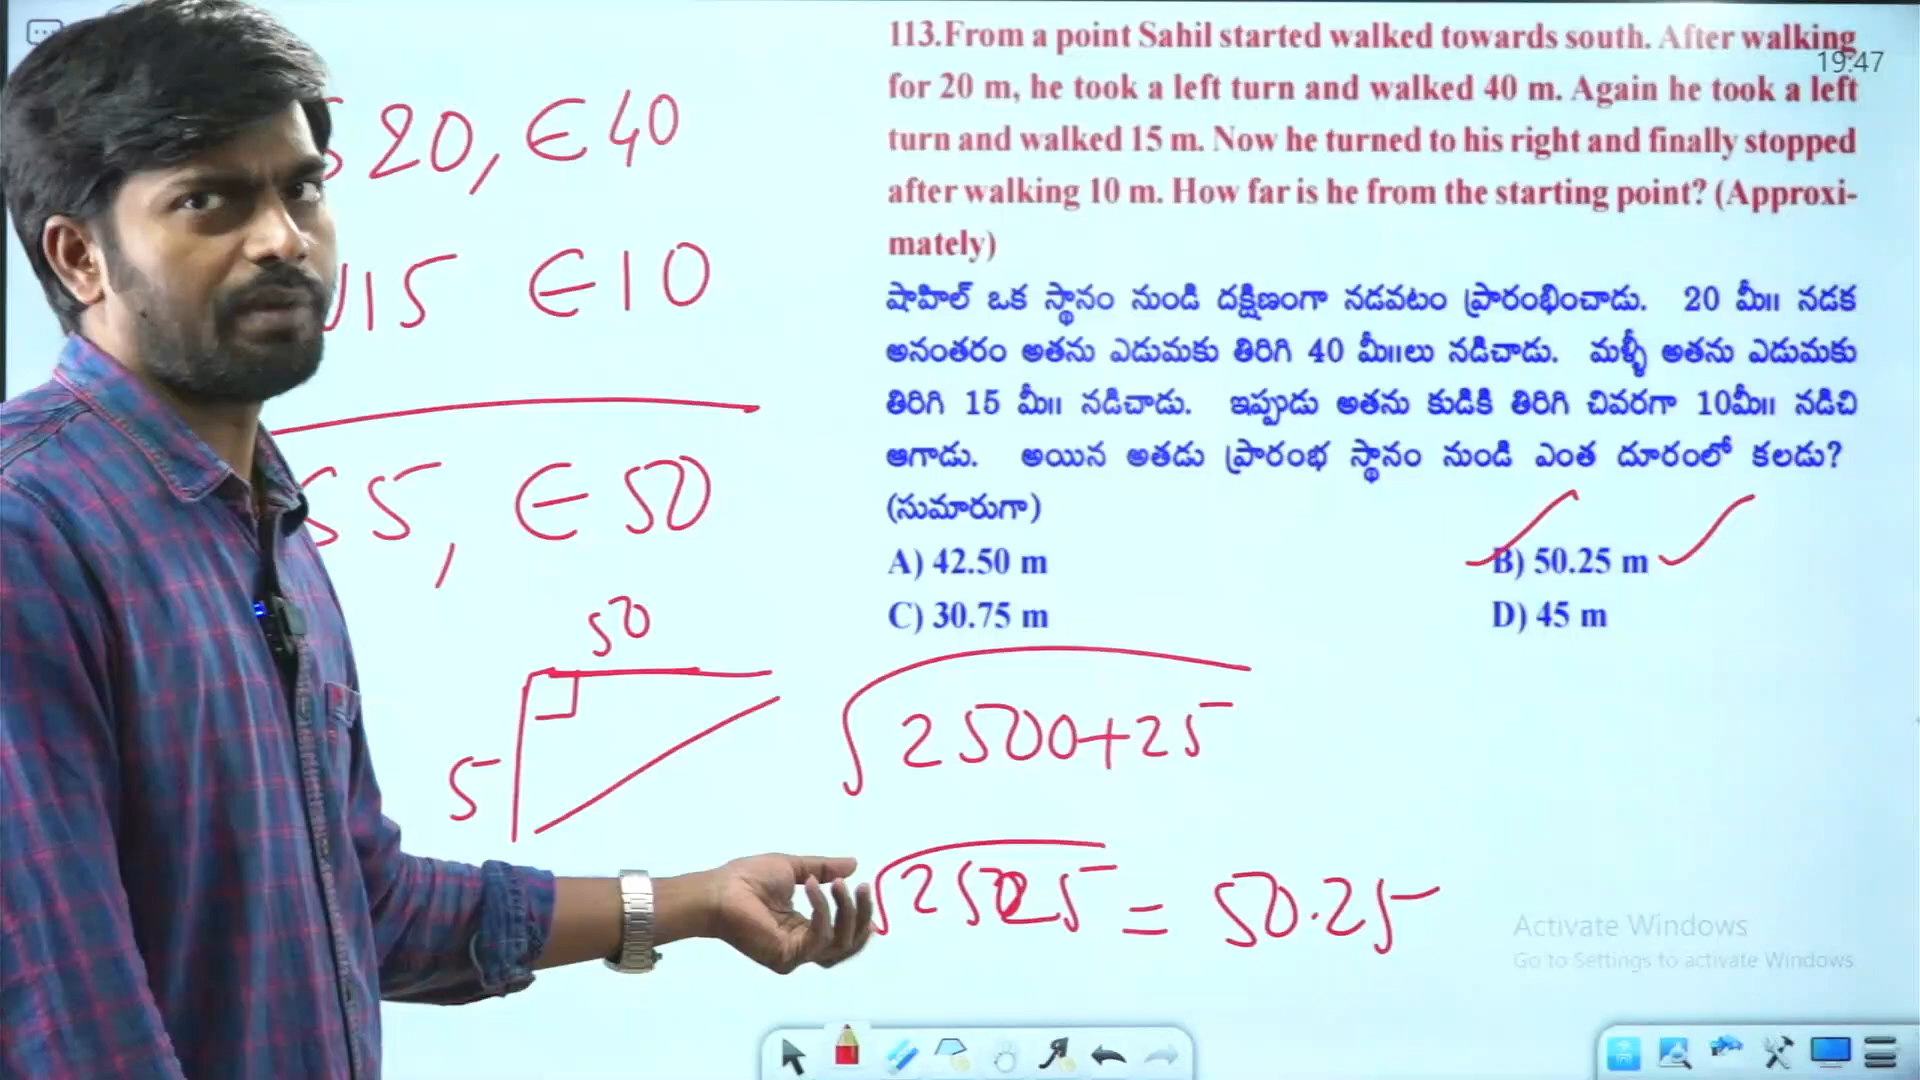 113.From a point Sahil started walked towards south. After walking
19:47
for 20 m, he took a left turn and walked 40 m. Again he took a left
turn and walked 15 m. Now he turned to his right and finally stopped
after walking 10 m. How far is he from the starting point? (Approxi-
mately)
షాహిల్ ఒక స్థానం నుండి దక్షిణంగా నడవటం ప్రారంభించాడు. 20 మీ॥ నడక
అనంతరం అతను ఎడుమకు తిరిగి 40 మీ॥లు నడిచాడు. మళ్ళీ అతను ఎడుమకు
తిరిగి 15 మీ॥ నడిచాడు. ఇప్పుడు అతను కుడికి తిరిగి చివరగా 10మీ॥ నడిచి
ఆగాడు. అయిన అతడు ప్రారంభ స్థానం నుండి ఎంత దూరంలో కలడు?
(సుమారుగా)
A) 42.50 m
B) 50.25 m
C) 30.75 m
D) 45 m
S 20, E 40
N 15 E 10
S 5, E 50
50
5
√2500+25
√2525 = 50.25
Activate Windows
Go to Settings to activate Windows